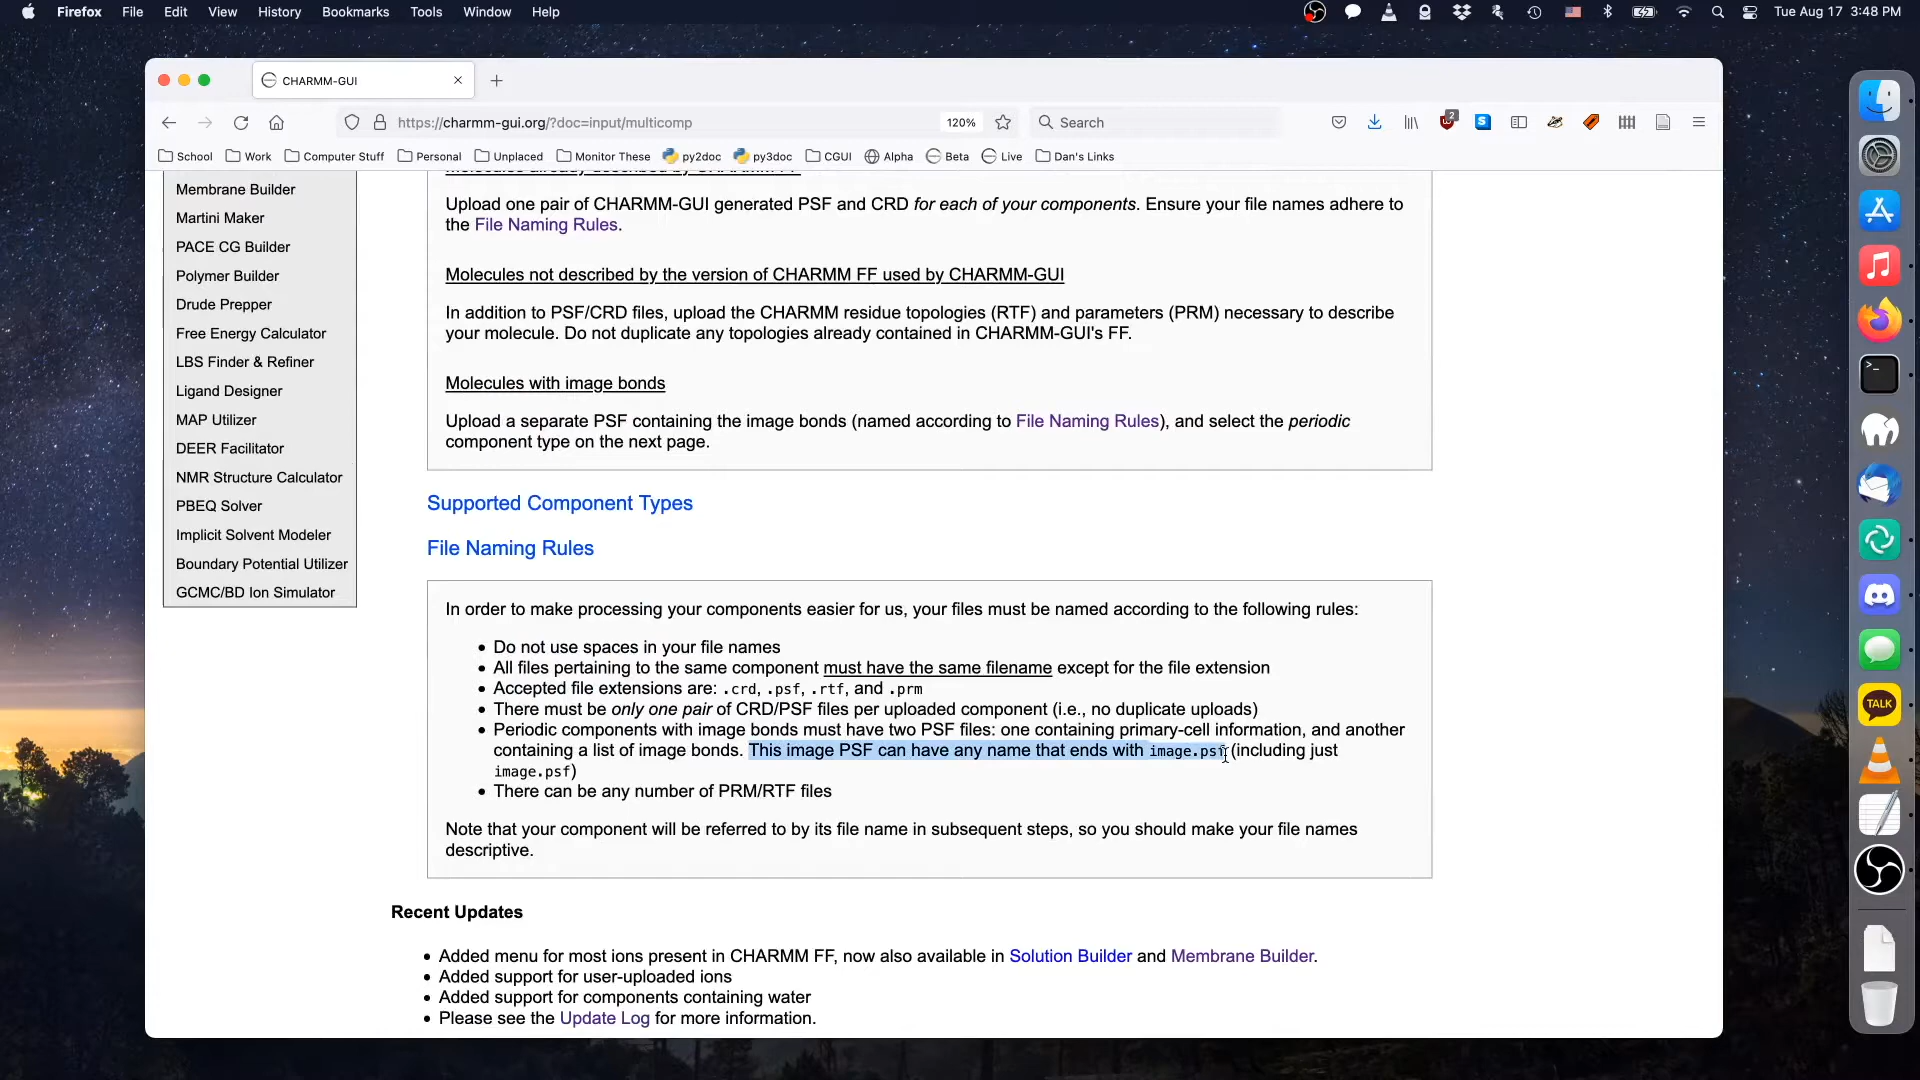 Firefox File Edit View History Bookmarks Tools Window Help Tue Aug 17 3:48 PM
CHARMM-GUI
https://charmm-gui.org/?doc=input/multicomp 120% Search 2
School Work Computer Stuff Personal Unplaced Monitor These py2doc py3doc CGUI Alpha Beta Live Dan's Links
Membrane Builder
Martini Maker
PACE CG Builder
Polymer Builder
Drude Prepper
Free Energy Calculator
LBS Finder & Refiner
Ligand Designer
MAP Utilizer
DEER Facilitator
NMR Structure Calculator
PBEQ Solver
Implicit Solvent Modeler
Boundary Potential Utilizer
GCMC/BD Ion Simulator
Upload one pair of CHARMM-GUI generated PSF and CRD for each of your components. Ensure your file names adhere to
the File Naming Rules.
Molecules not described by the version of CHARMM FF used by CHARMM-GUI
In addition to PSF/CRD files, upload the CHARMM residue topologies (RTF) and parameters (PRM) necessary to describe
your molecule. Do not duplicate any topologies already contained in CHARMM-GUI's FF.
Molecules with image bonds
Upload a separate PSF containing the image bonds (named according to File Naming Rules), and select the periodic
component type on the next page.
Supported Component Types
File Naming Rules
In order to make processing your components easier for us, your files must be named according to the following rules:
• Do not use spaces in your file names
• All files pertaining to the same component must have the same filename except for the file extension
• Accepted file extensions are: .crd, .psf, .rtf, and .prm
• There must be only one pair of CRD/PSF files per uploaded component (i.e., no duplicate uploads)
• Periodic components with image bonds must have two PSF files: one containing primary-cell information, and another
containing a list of image bonds. This image PSF can have any name that ends with image.psf (including just
image.psf)
• There can be any number of PRM/RTF files
Note that your component will be referred to by its file name in subsequent steps, so you should make your file names
descriptive.
Recent Updates
• Added menu for most ions present in CHARMM FF, now also available in Solution Builder and Membrane Builder.
• Added support for user-uploaded ions
• Added support for components containing water
• Please see the Update Log for more information.
TALK